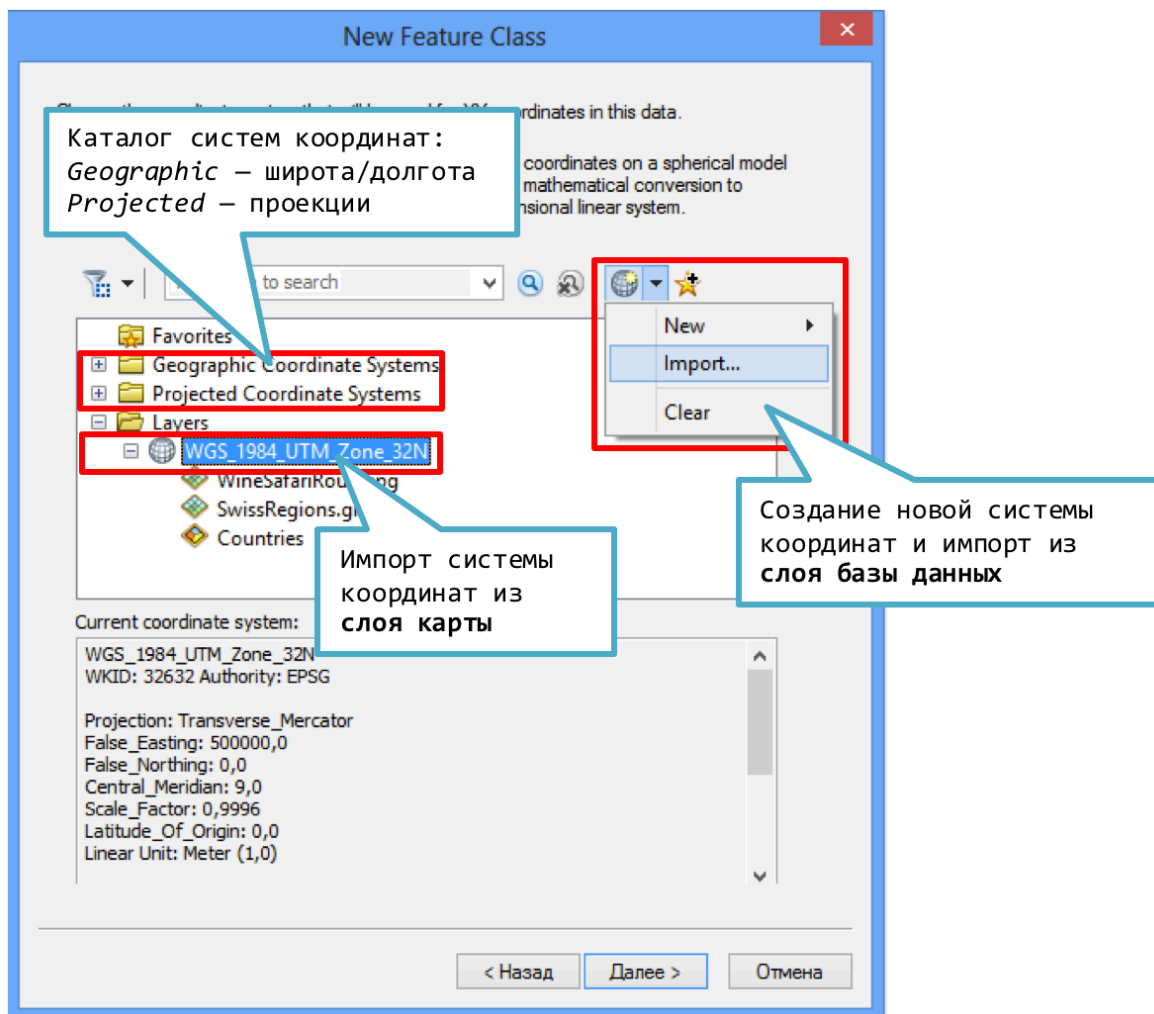 New Feature Class
×
rdinates in this data.
Каталог систем координат:
Geographic – широта/долгота
Projected – проекции
coordinates on a spherical model
mathematical conversion to
nsional linear system.
to search
Favorites
Geographic Coordinate Systems
Projected Coordinate Systems
Layers
WGS_1984_UTM_Zone_32N
SwissRegions.
Countries
New
Import...
Clear
Создание новой системы
координат и импорт из
слоя базы данных
Импорт системы
координат из
слоя карты
Current coordinate system:
WGS_1984_UTM_Zone_32N
WKID: 32632 Authority: EPSG
Projection: Transverse_Mercator
False_Easting: 500000,0
False_Northing: 0,0
Central_Meridian: 9,0
Scale_Factor: 0,9996
Latitude_Of_Origin: 0,0
Linear Unit: Meter (1,0)
< Назад
Далее >
Отмена